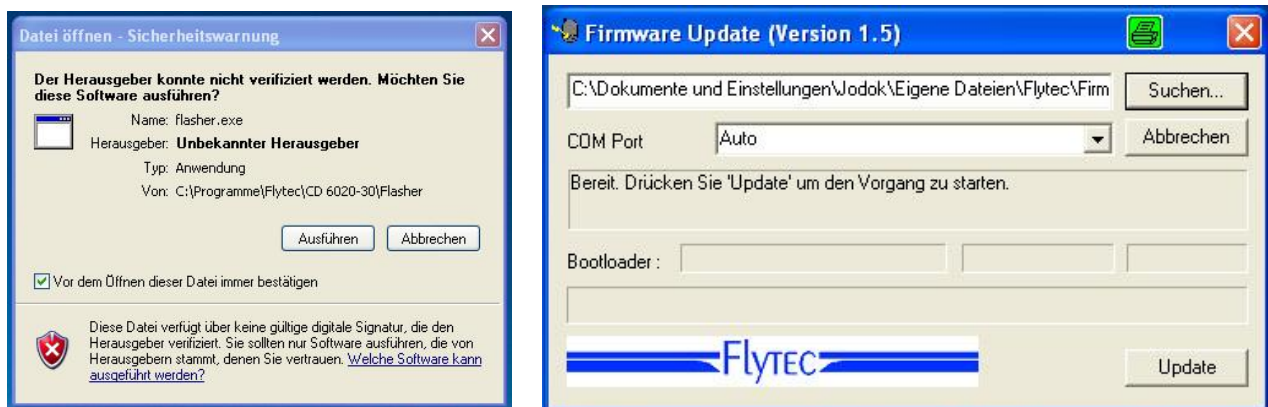 Datei öffnen - Sicherheitswarnung
Der Herausgeber konnte nicht verifiziert werden. Möchten Sie
diese Software ausführen?
Name: flasher.exe
Herausgeber: Unbekannter Herausgeber
Typ: Anwendung
Von: C:\Programme\Flytec\CD 6020-30\Flasher
Ausführen Abbrechen
Vor dem Öffnen dieser Datei immer bestätigen
Diese Datei verfügt über keine gültige digitale Signatur, die den
Herausgeber verifiziert. Sie sollten nur Software ausführen, die von
Herausgebern stammt, denen Sie vertrauen. Welche Software kann
ausgeführt werden?
Firmware Update (Version 1.5)
C:\Dokumente und Einstellungen\Jodok\Eigene Dateien\Flytec\Firm Suchen...
COM Port Auto Abbrechen
Bereit. Drücken Sie 'Update' um den Vorgang zu starten.
Bootloader :
FLYTEC Update